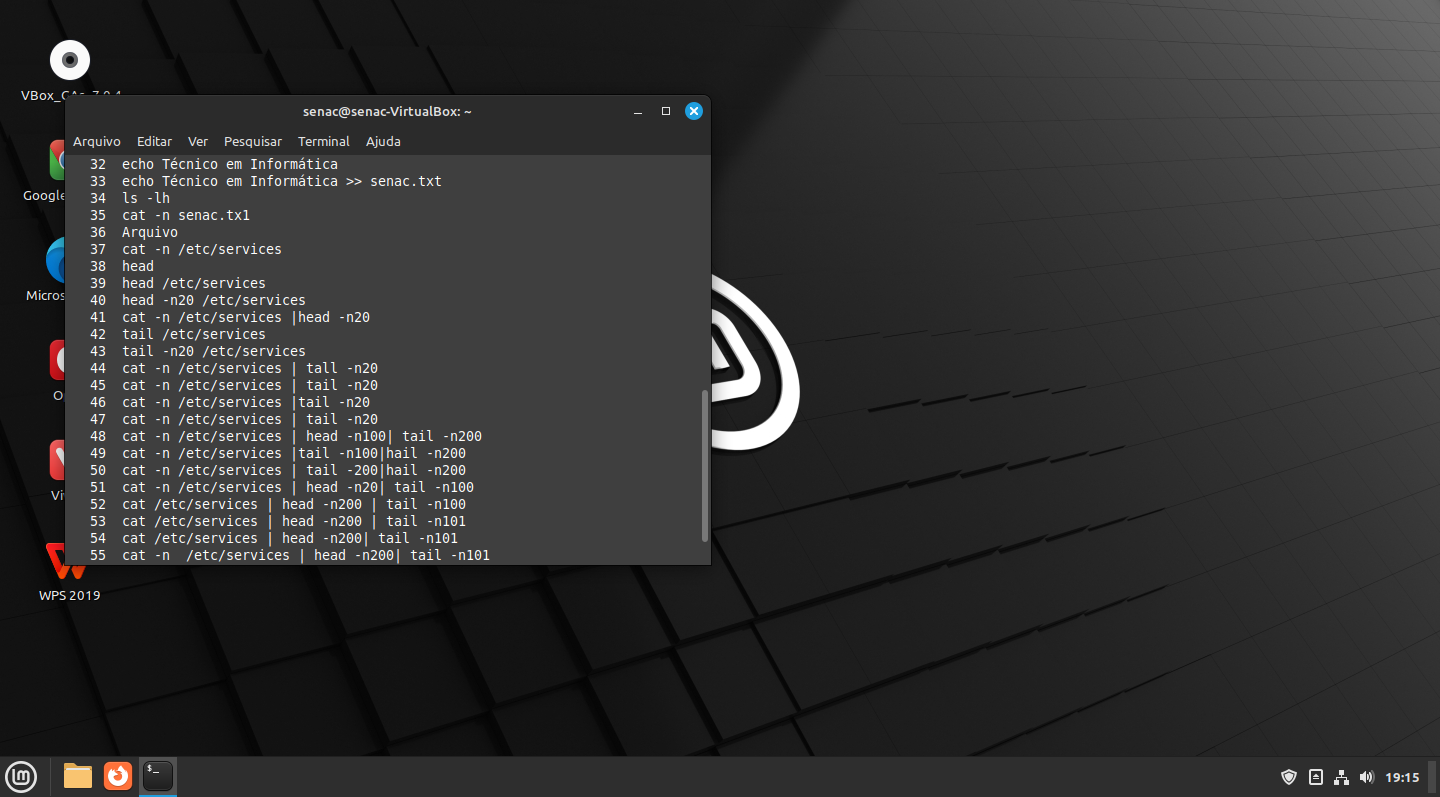 VBox_GAs_7.0.4
senac@senac-VirtualBox: ~
Arquivo Editar Ver Pesquisar Terminal Ajuda
32 echo Técnico em Informática
33 echo Técnico em Informática >> senac.txt
34 ls -lh
35 cat -n senac.tx1
36 Arquivo
37 cat -n /etc/services
38 head
39 head /etc/services
40 head -n20 /etc/services
41 cat -n /etc/services |head -n20
42 tail /etc/services
43 tail -n20 /etc/services
44 cat -n /etc/services | tall -n20
45 cat -n /etc/services | tail -n20
46 cat -n /etc/services |tail -n20
47 cat -n /etc/services | tail -n20
48 cat -n /etc/services | head -n100| tail -n200
49 cat -n /etc/services |tail -n100|hail -n200
50 cat -n /etc/services | tail -200|hail -n200
51 cat -n /etc/services | head -n20| tail -n100
52 cat /etc/services | head -n200 | tail -n100
53 cat /etc/services | head -n200 | tail -n101
54 cat /etc/services | head -n200| tail -n101
55 cat -n  /etc/services | head -n200| tail -n101
Google
Micros
O
Vi
WPS 2019
$_
19:15